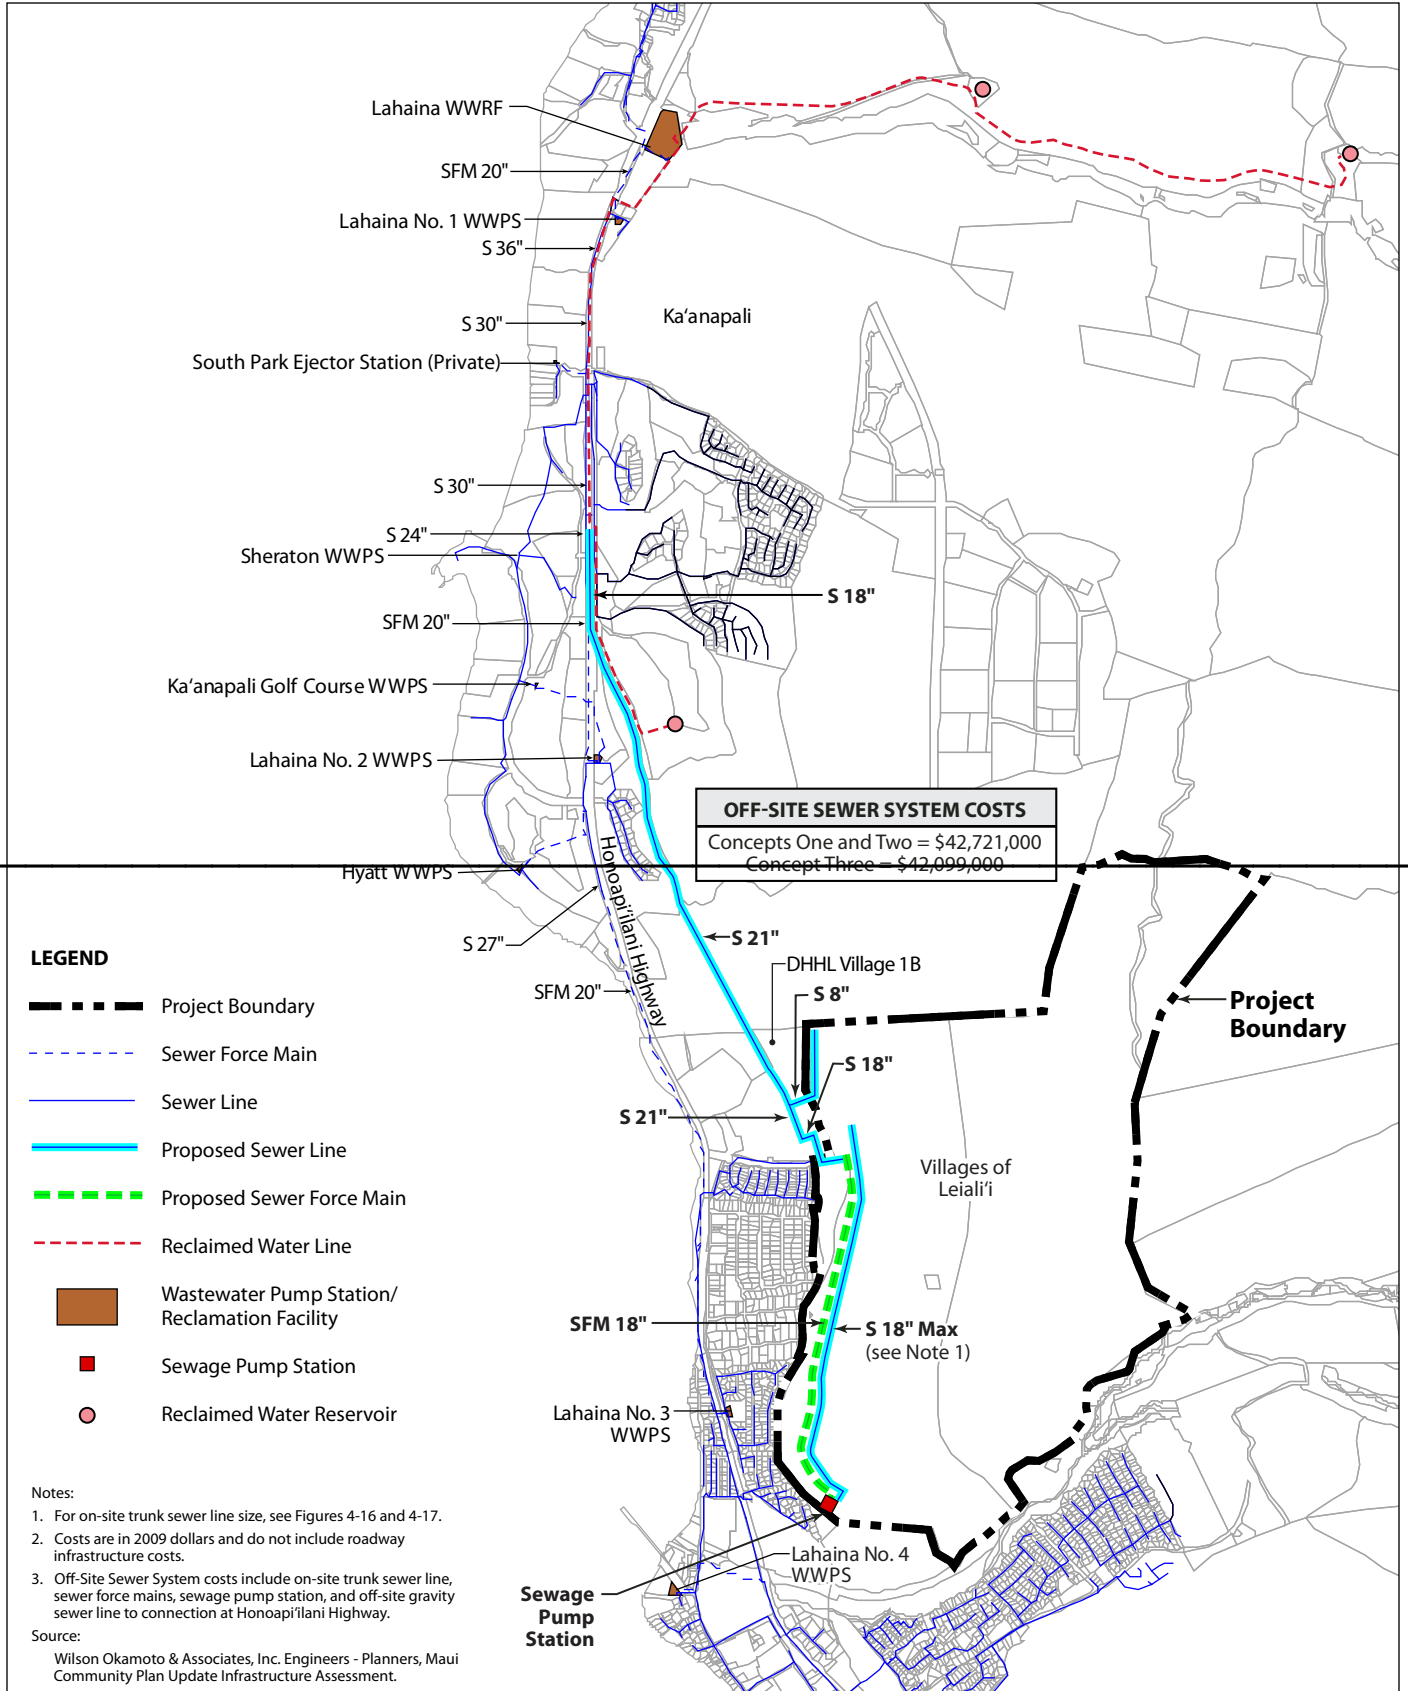 Lahaina WWRF
SFM 20"
Lahaina No. 1 WWPS
S 36"
Ka‘anapali
S 30"
South Park Ejector Station (Private)
S 30"
S 24"
Sheraton WWPS
S 18"
SFM 20"
Ka‘anapali Golf Course WWPS
Lahaina No. 2 WWPS
OFF-SITE SEWER SYSTEM COSTS
Concepts One and Two = $42,721,000
Concept Three = $42,099,000
Hyatt WWPS
Honoapi‘ilani Highway
S 27"
S 21"
SFM 20"
DHHL Village 1B
S 8"
Project
Boundary
S 18"
S 21"
Villages of
Leiali‘i
SFM 18"
S 18" Max
(see Note 1)
Lahaina No. 3
WWPS
Lahaina No. 4
WWPS
Sewage
Pump
Station
LEGEND
Project Boundary
Sewer Force Main
Sewer Line
Proposed Sewer Line
Proposed Sewer Force Main
Reclaimed Water Line
Wastewater Pump Station/
Reclamation Facility
Sewage Pump Station
Reclaimed Water Reservoir
Notes:
1. For on-site trunk sewer line size, see Figures 4-16 and 4-17.
2. Costs are in 2009 dollars and do not include roadway
infrastructure costs.
3. Off-Site Sewer System costs include on-site trunk sewer line,
sewer force mains, sewage pump station, and off-site gravity
sewer line to connection at Honoapi‘ilani Highway.
Source:
Wilson Okamoto & Associates, Inc. Engineers - Planners, Maui
Community Plan Update Infrastructure Assessment.